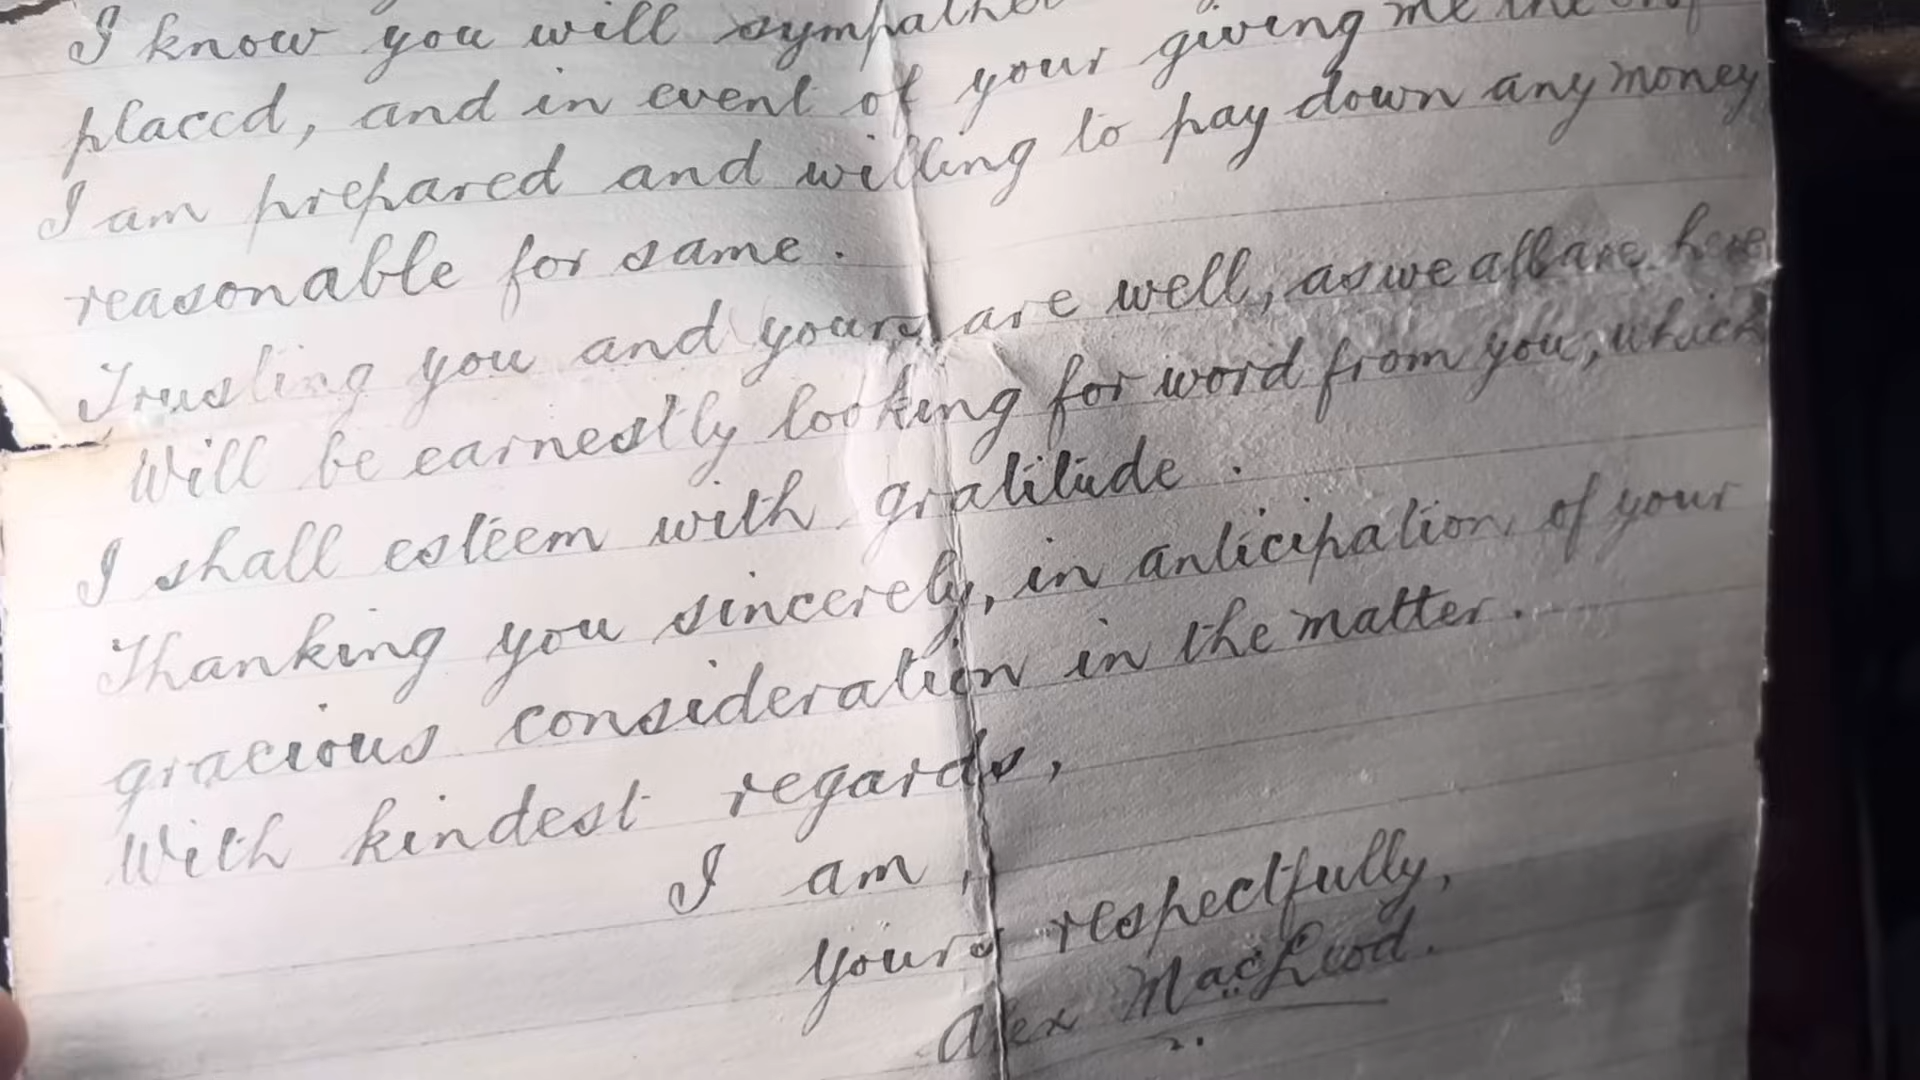 I know you will
placed, and in event of your giving me the
I am prepared and willing to pay down any money
reasonable for same.
Trusting you and yours are well, as we all are here
Will be earnestly looking for word from you, which
I shall esteem with gratitude.
Thanking you sincerely, in anticipation of your
gracious consideration in the matter.
With kindest regards,
I am,
yours respectfully,
Alex MacLeod.